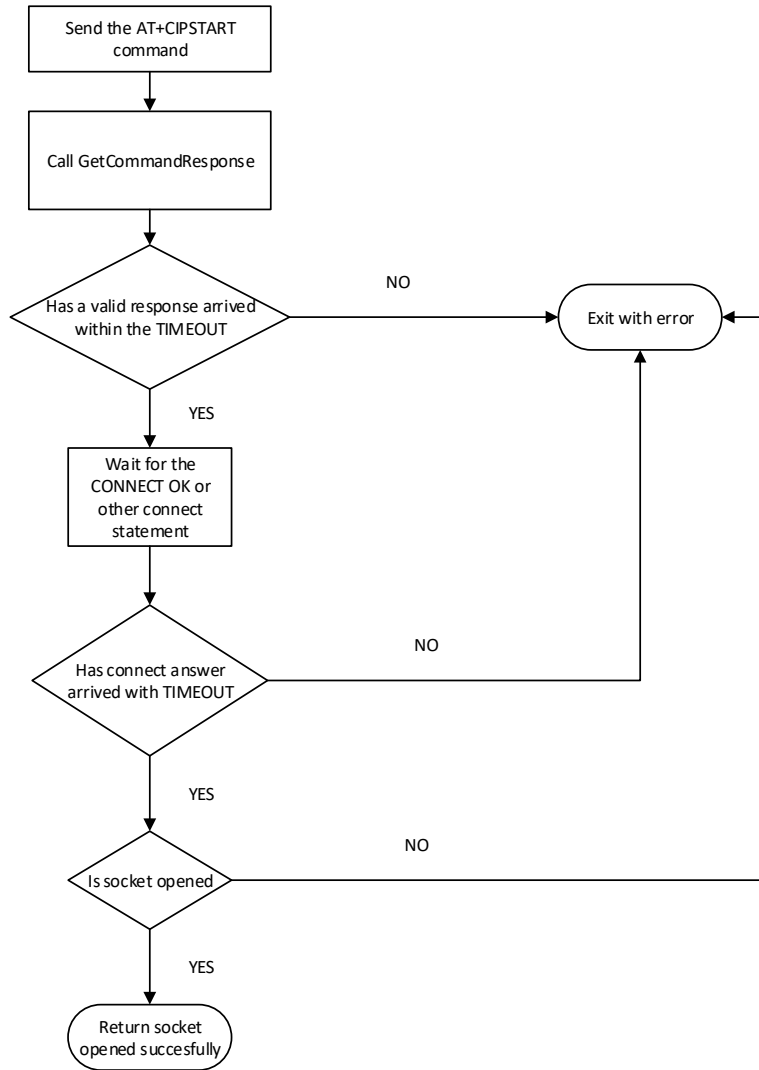 Send the AT+CIPSTART
command
Call GetCommandResponse
Has a valid response arrived
within the TIMEOUT
NO
Exit with error
YES
Wait for the
CONNECT OK or
other connect
statement
Has connect answer
arrived with TIMEOUT
NO
YES
Is socket opened
NO
YES
Return socket
opened succesfully